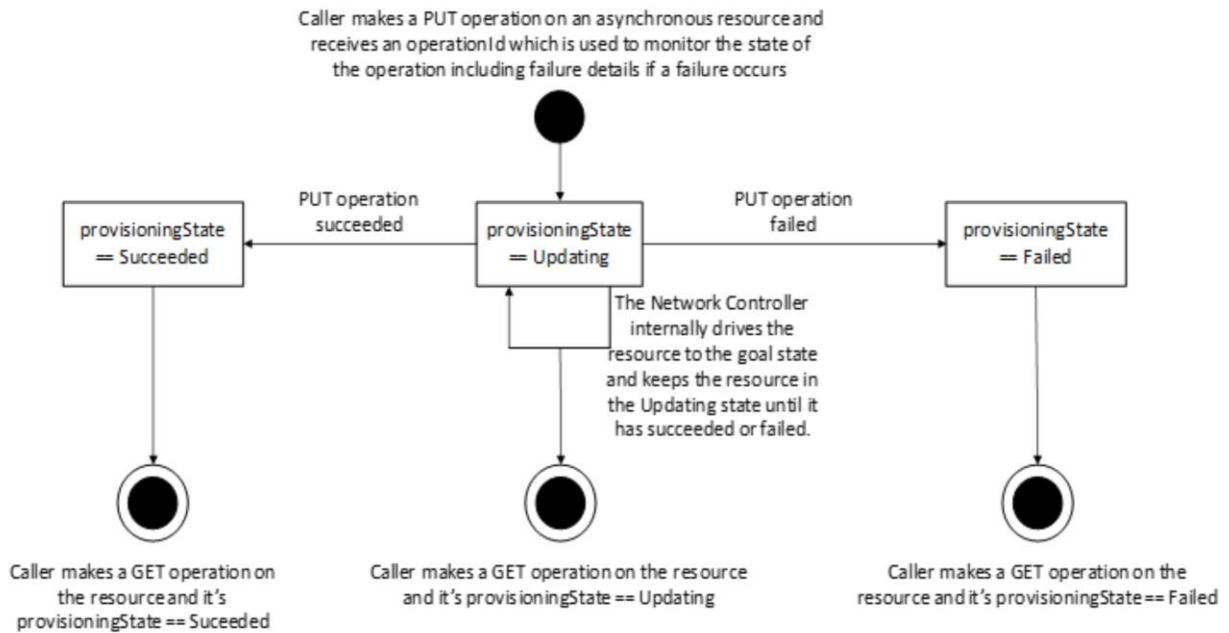 Caller makes a PUT operation on an asynchronous resource and
receives an operationId which is used to monitor the state of
the operation including failure details if a failure occurs
PUT operation
succeeded
PUT operation
failed
provisioningState
== Succeeded
provisioningState
== Updating
provisioningState
== Failed
The Network Controller
internally drives the
resource to the goal state
and keeps the resource in
the Updating state until it
has succeeded or failed.
Caller makes a GET operation on
the resource and it's
provisioningState == Suceeded
Caller makes a GET operation on the resource
and it's provisioningState == Updating
Caller makes a GET operation on the
resource and it's provisioningState == Failed